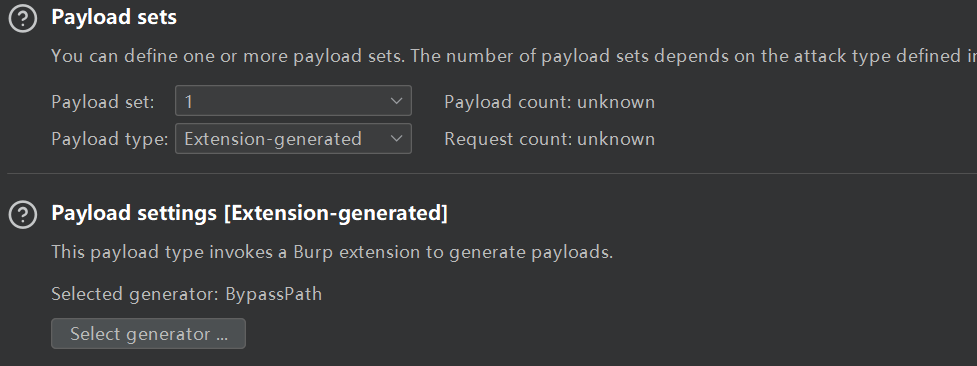 Payload sets
You can define one or more payload sets. The number of payload sets depends on the attack type defined in
Payload set: 1 Payload count: unknown
Payload type: Extension-generated Request count: unknown
Payload settings [Extension-generated]
This payload type invokes a Burp extension to generate payloads.
Selected generator: BypassPath
Select generator ...